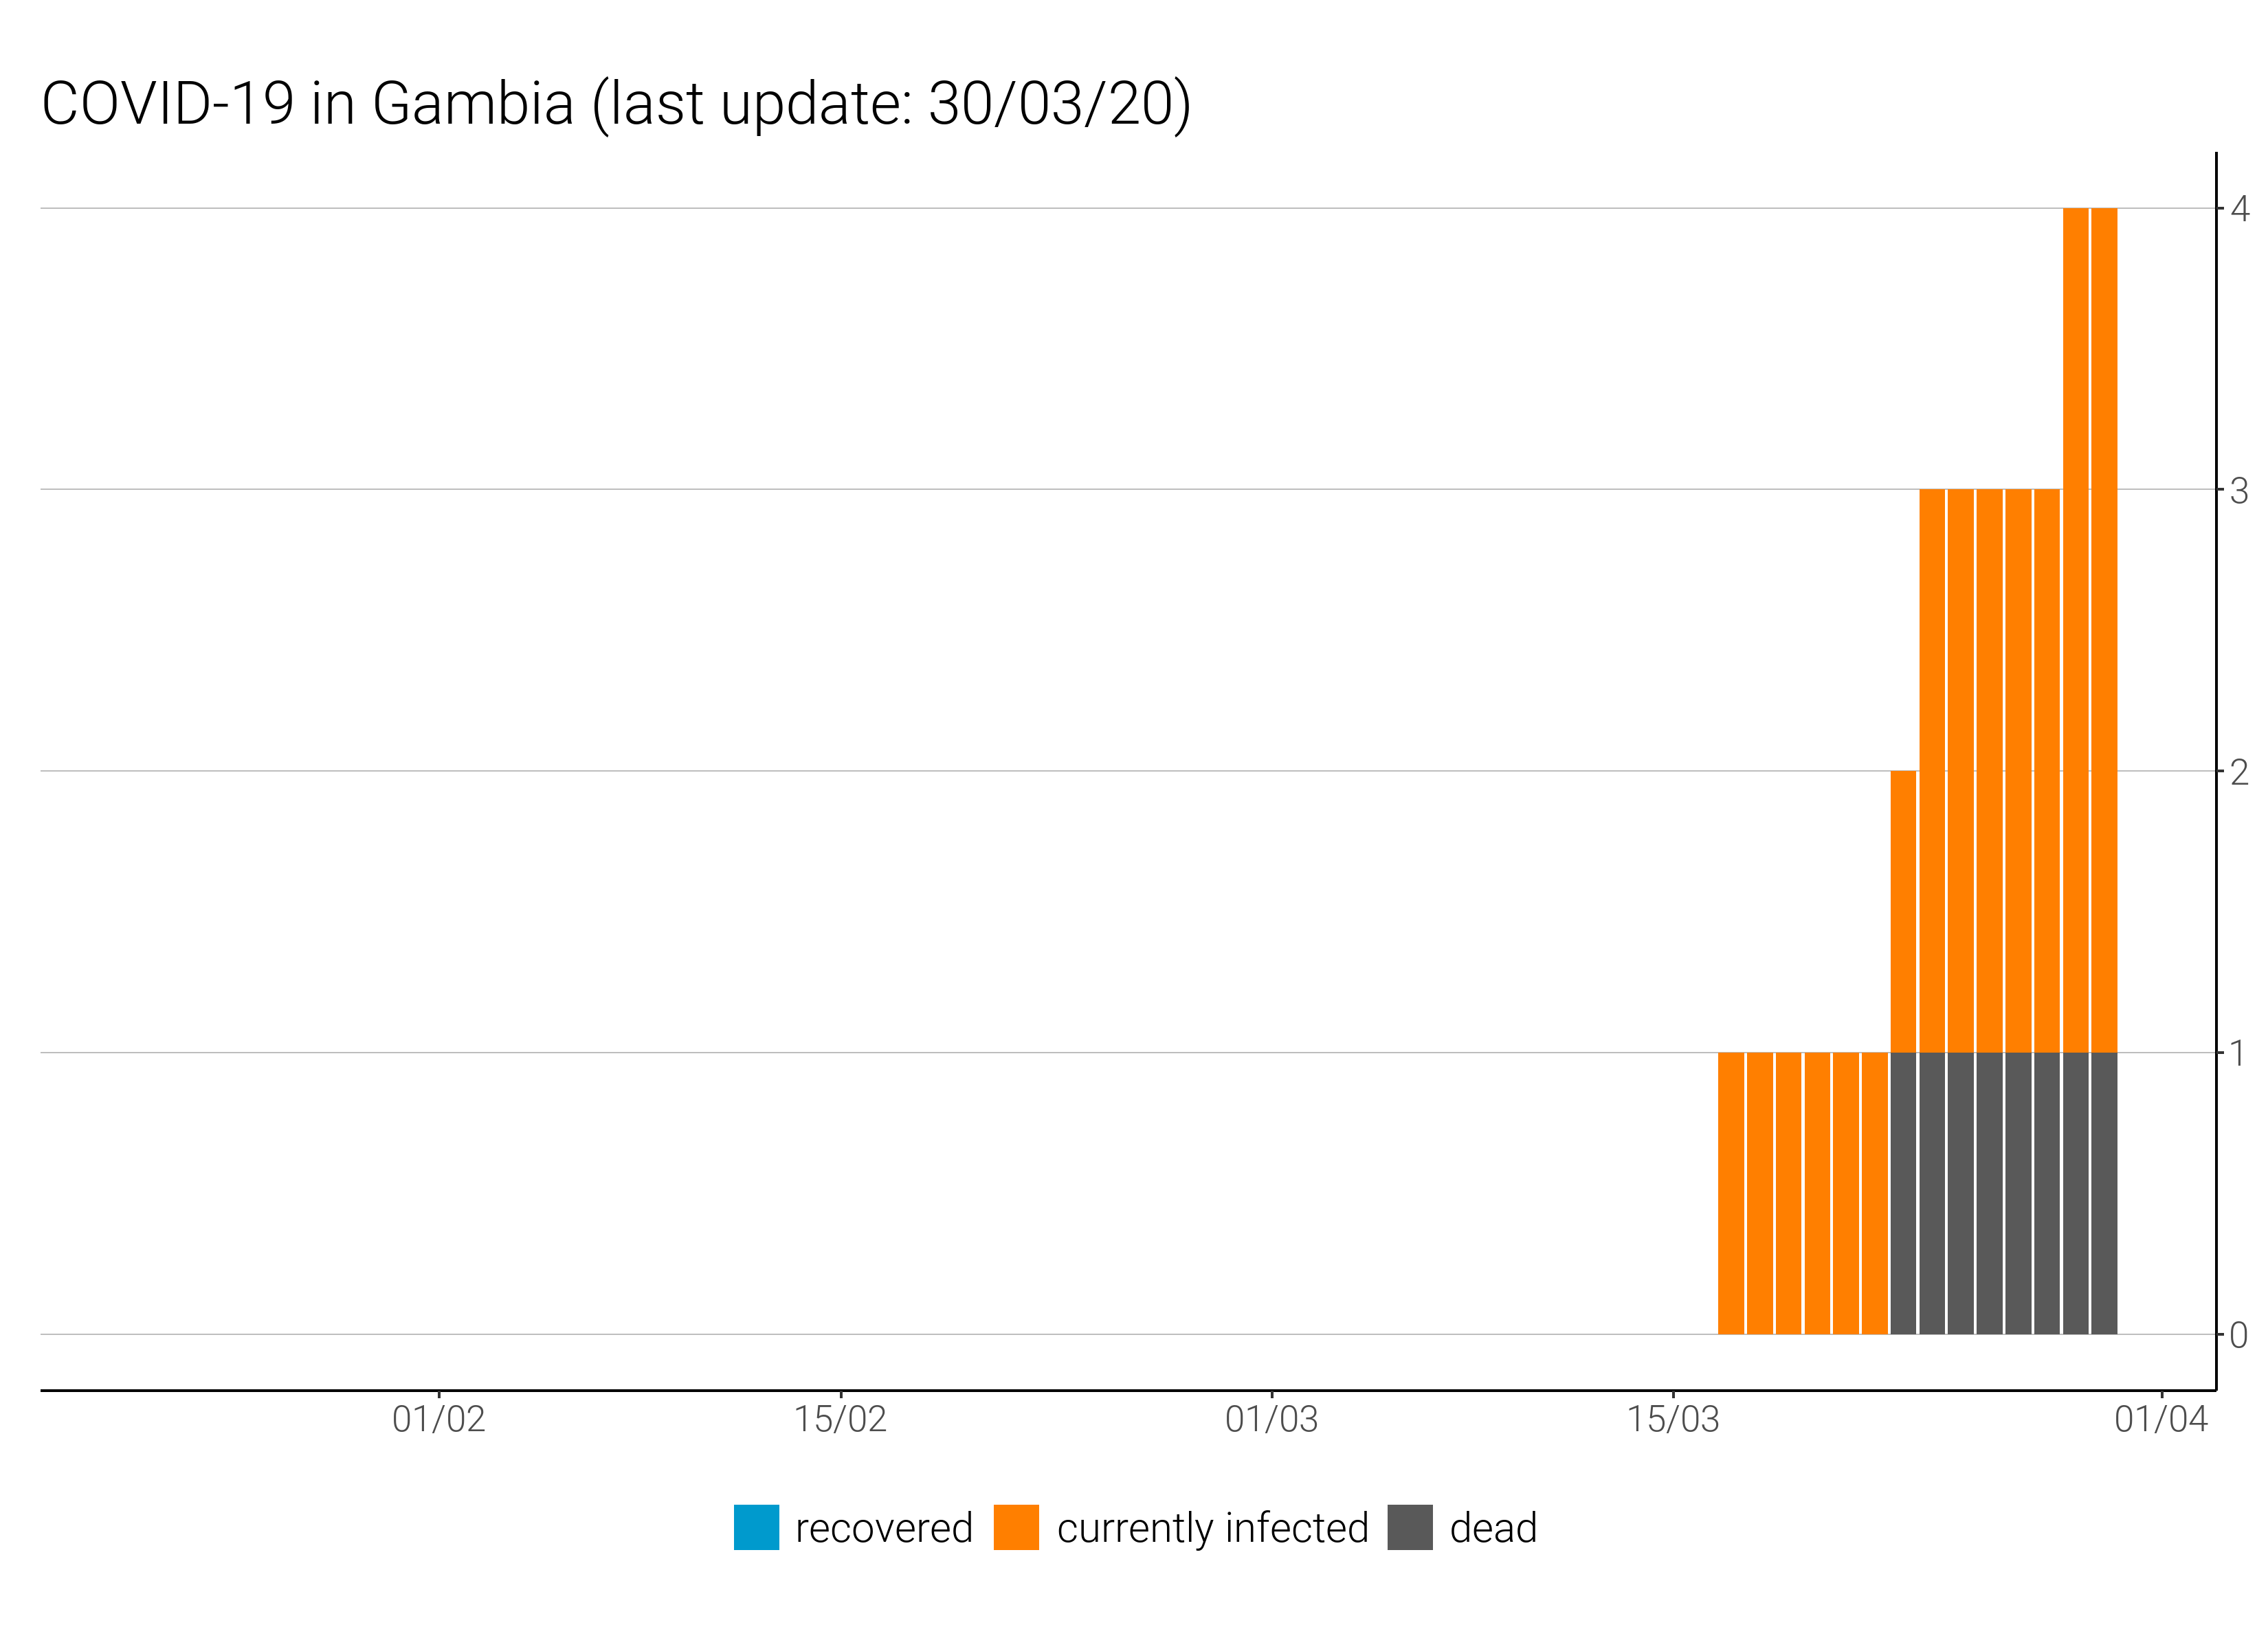 COVID-19 in Gambia (last update: 30/03/20)
4
3
2
1
0
01/02 15/02 01/03 15/03 01/04
recovered currently infected dead